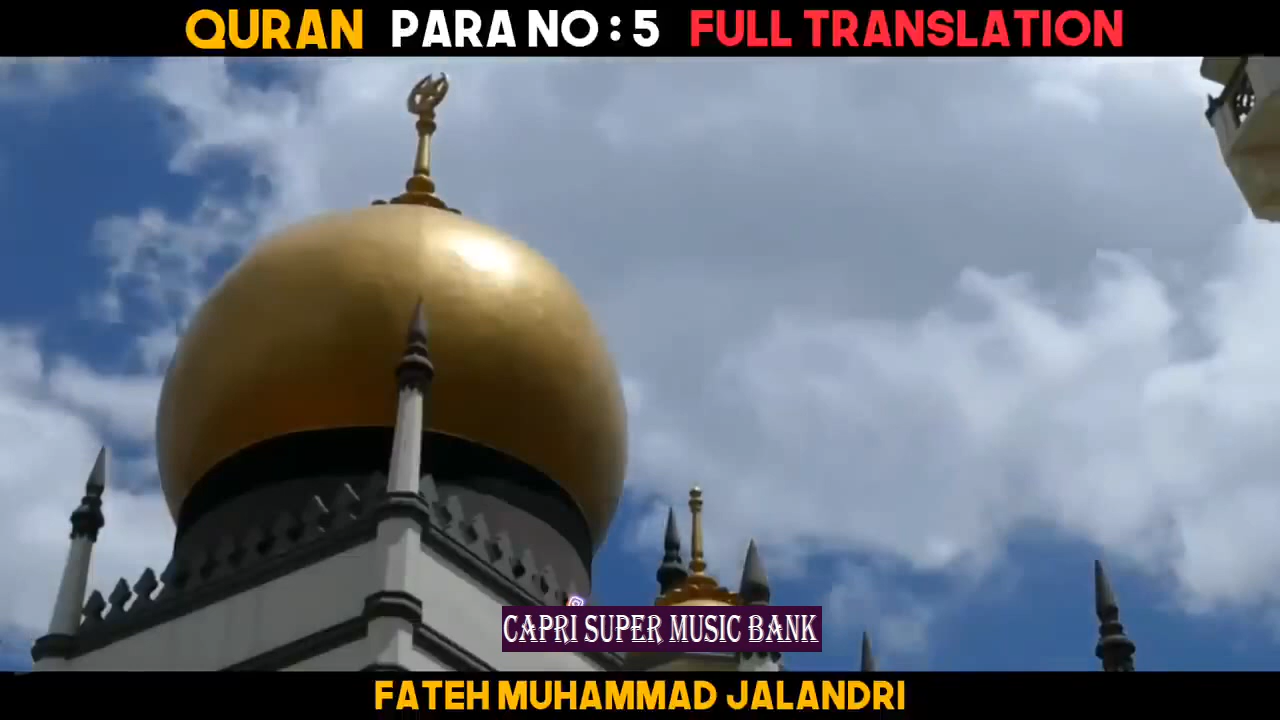 QURAN PARA NO : 5 FULL TRANSLATION
CAPRI SUPER MUSIC BANK
FATEH MUHAMMAD JALANDRI